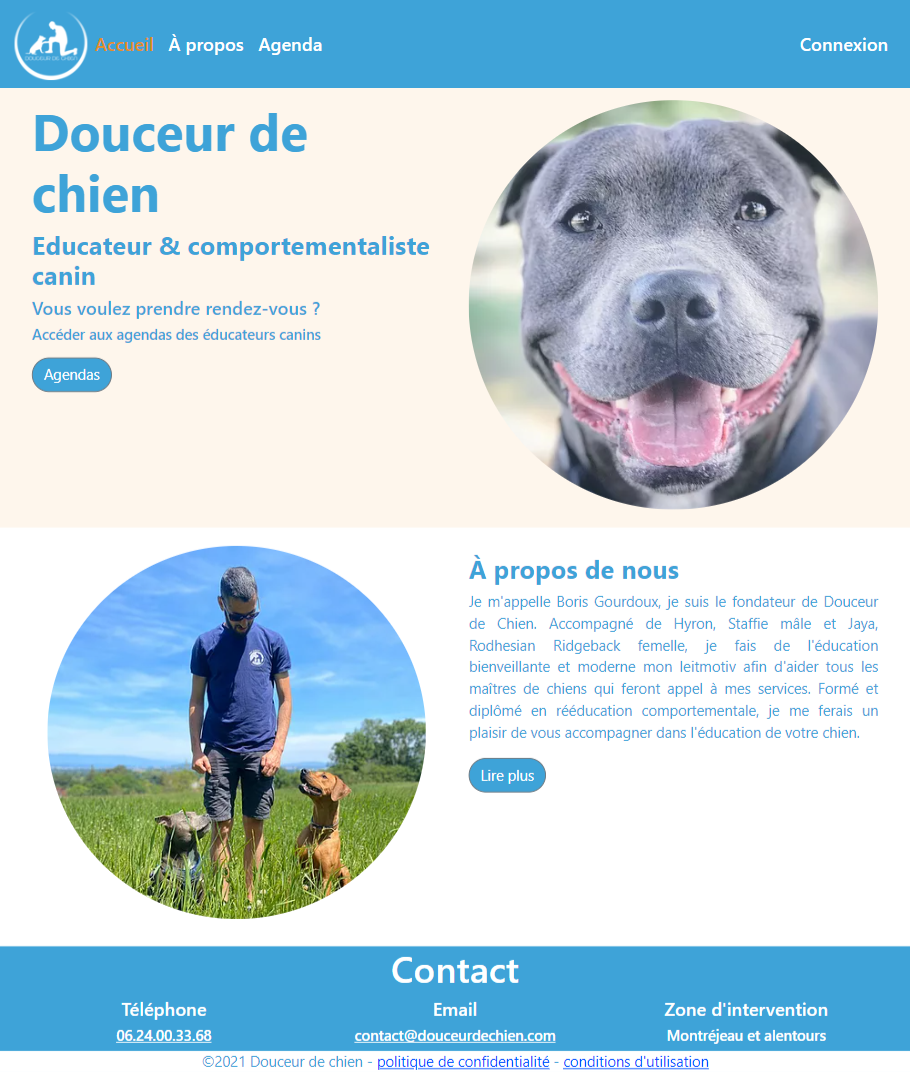 DOUCEUR DE CHIEN
Accueil À propos Agenda Connexion
Douceur de
chien
Educateur & comportementaliste
canin
Vous voulez prendre rendez-vous ?
Accéder aux agendas des éducateurs canins
Agendas
À propos de nous
Je m'appelle Boris Gourdoux, je suis le fondateur de Douceur
de Chien. Accompagné de Hyron, Staffie mâle et Jaya,
Rodhesian Ridgeback femelle, je fais de l'éducation
bienveillante et moderne mon leitmotiv afin d'aider tous les
maîtres de chiens qui feront appel à mes services. Formé et
diplômé en rééducation comportementale, je me ferais un
plaisir de vous accompagner dans l'éducation de votre chien.
Lire plus
Contact
Téléphone
06.24.00.33.68
Email
contact@douceurdechien.com
Zone d'intervention
Montréjeau et alentours
©2021 Douceur de chien - politique de confidentialité - conditions d'utilisation